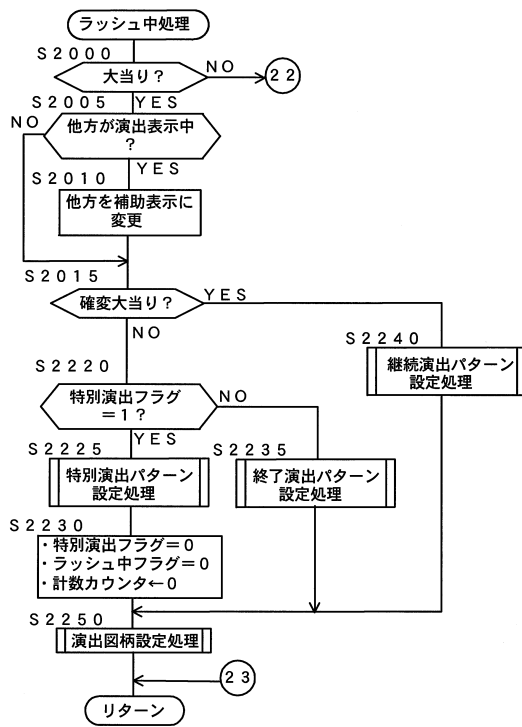 ラッシュ中処理
S2000
大当り？
NO
22
S2005
YES
NO
他方が演出表示中
？
YES
S2010
他方を補助表示に
変更
S2015
確変大当り？
YES
NO
S2240
継続演出パターン
設定処理
S2220
特別演出フラグ
＝1？
NO
YES
S2225
特別演出パターン
設定処理
S2235
終了演出パターン
設定処理
S2230
・特別演出フラグ＝0
・ラッシュ中フラグ＝0
・計数カウンタ←0
S2250
演出図柄設定処理
23
リターン